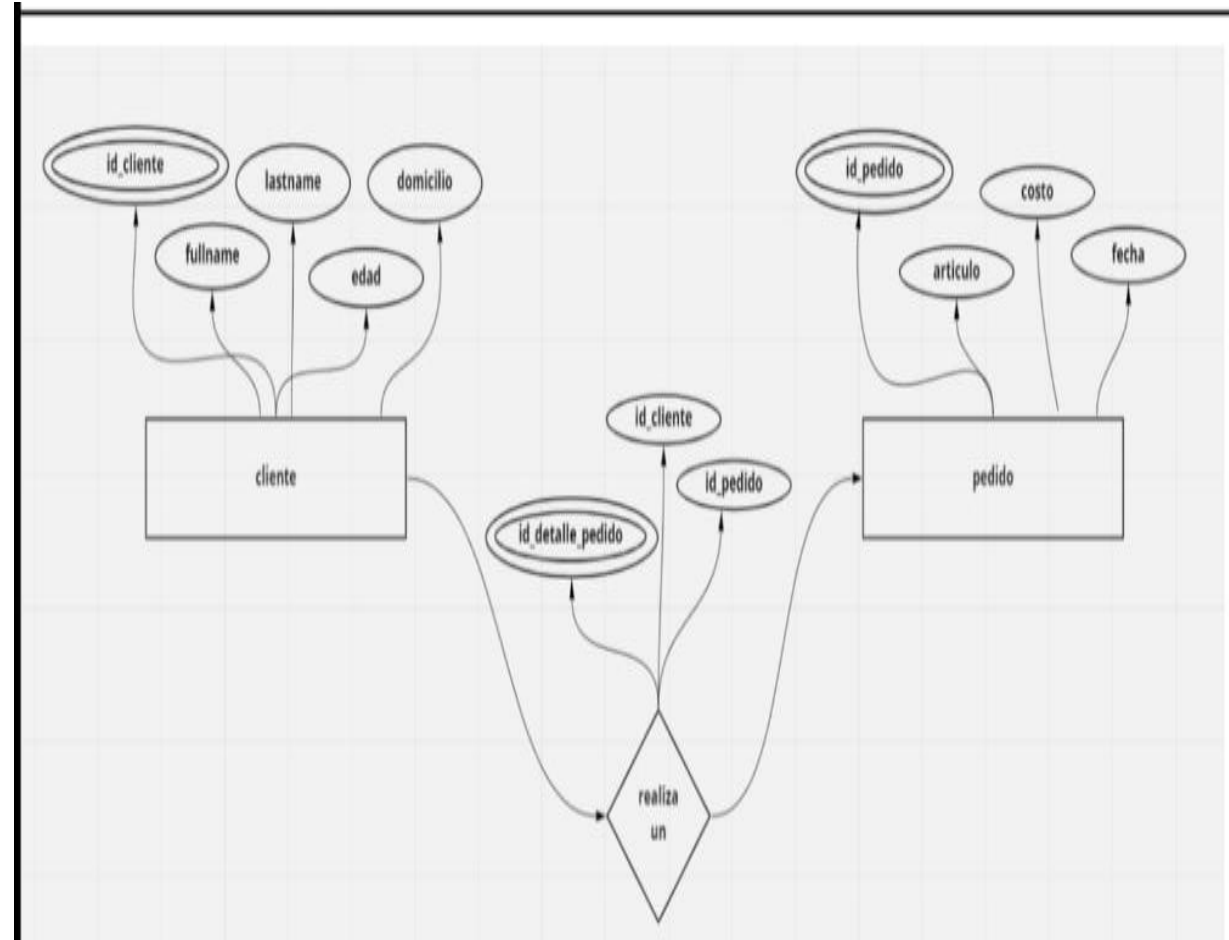 id_cliente
lastname
domicilio
fullname
edad
id_pedido
costo
articulo
fecha
cliente
id_cliente
id_pedido
id_detalle_pedido
pedido
realiza
un